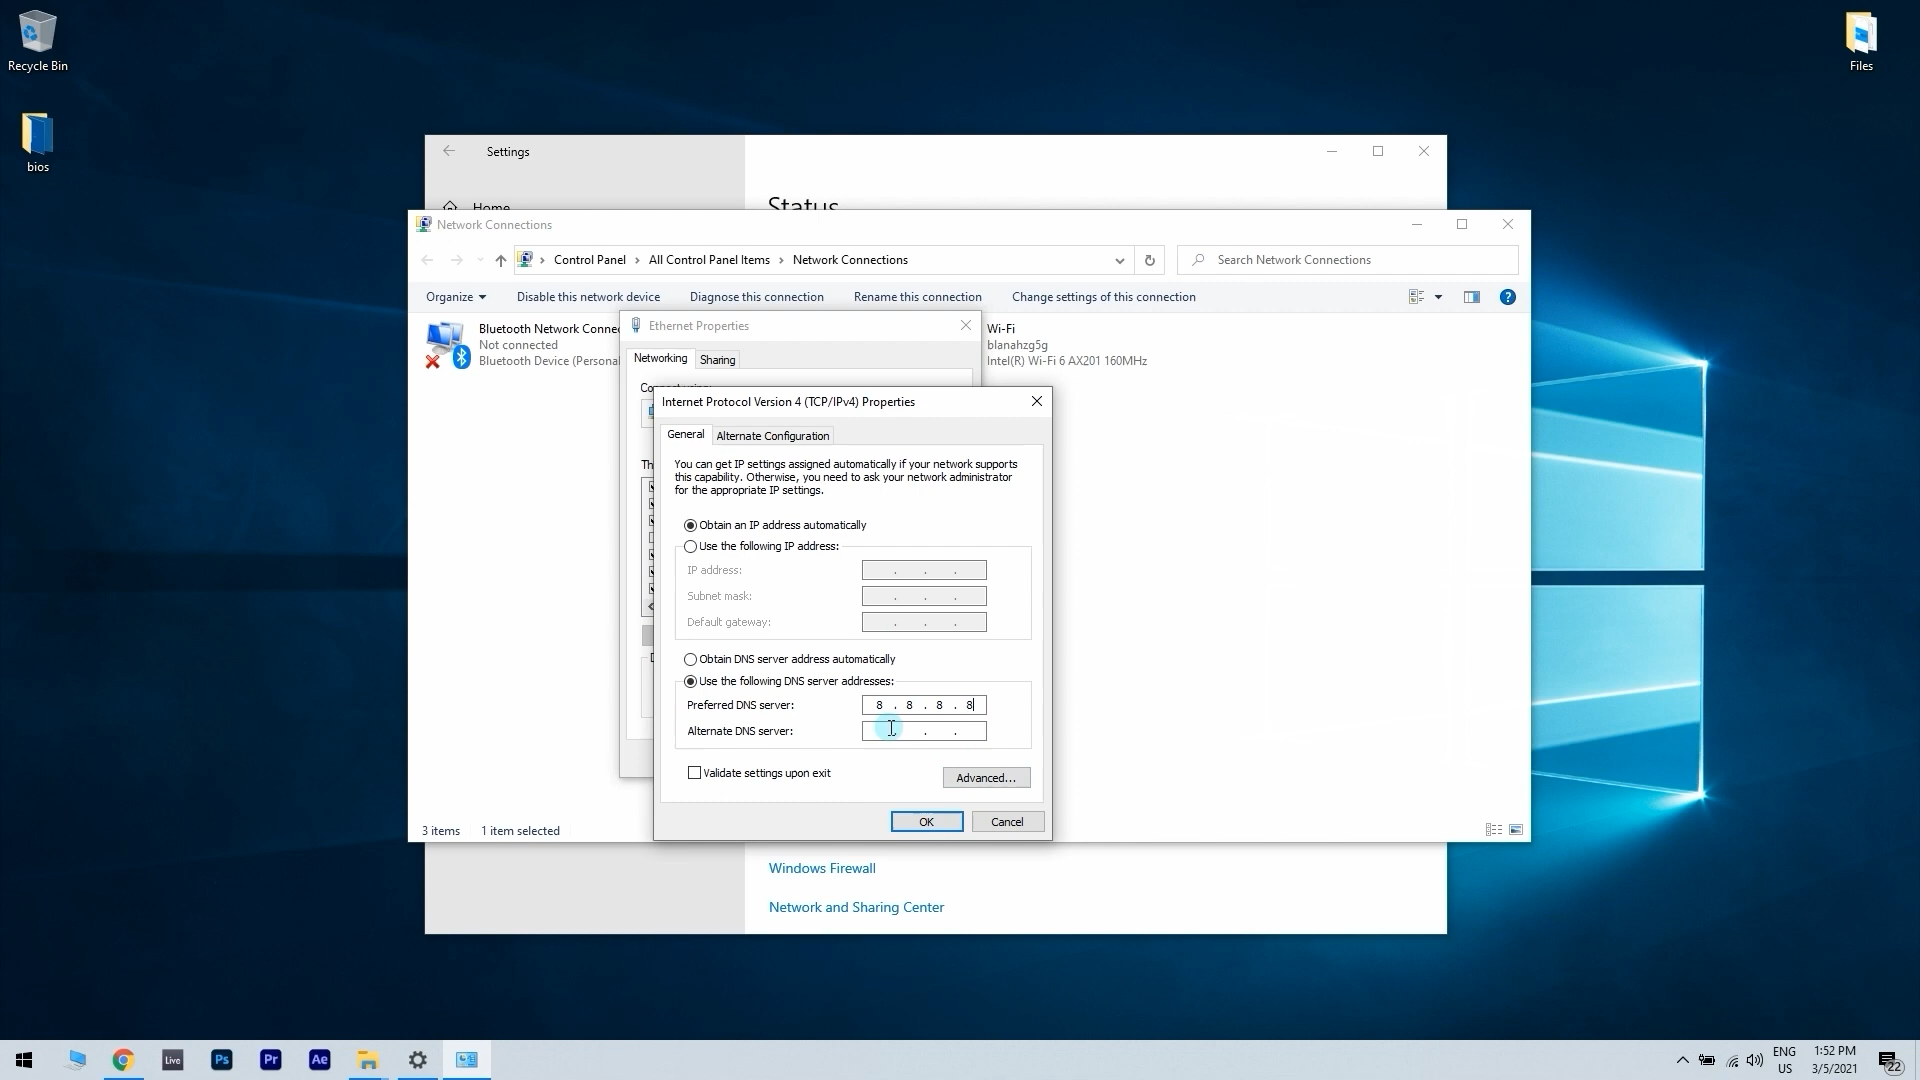 Recycle Bin
Files
bios
Settings
Home
Status
Network Connections
Control Panel
All Control Panel Items
Network Connections
Search Network Connections
Organize
Disable this network device
Diagnose this connection
Rename this connection
Change settings of this connection
Bluetooth Network Connec
Not connected
Bluetooth Device (Personal
Wi-Fi
blanahzg5g
Intel(R) Wi-Fi 6 AX201 160MHz
Ethernet Properties
Networking
Sharing
Internet Protocol Version 4 (TCP/IPv4) Properties
General
Alternate Configuration
You can get IP settings assigned automatically if your network supports
this capability. Otherwise, you need to ask your network administrator
for the appropriate IP settings.
Obtain an IP address automatically
Use the following IP address:
IP address:
Subnet mask:
Default gateway:
Obtain DNS server address automatically
Use the following DNS server addresses:
Preferred DNS server: 8 . 8 . 8 . 8
Alternate DNS server:
Validate settings upon exit
Advanced...
OK
Cancel
3 items
1 item selected
Windows Firewall
Network and Sharing Center
Live
Ps
Pr
Ae
ENG
US
1:52 PM
3/5/2021
22